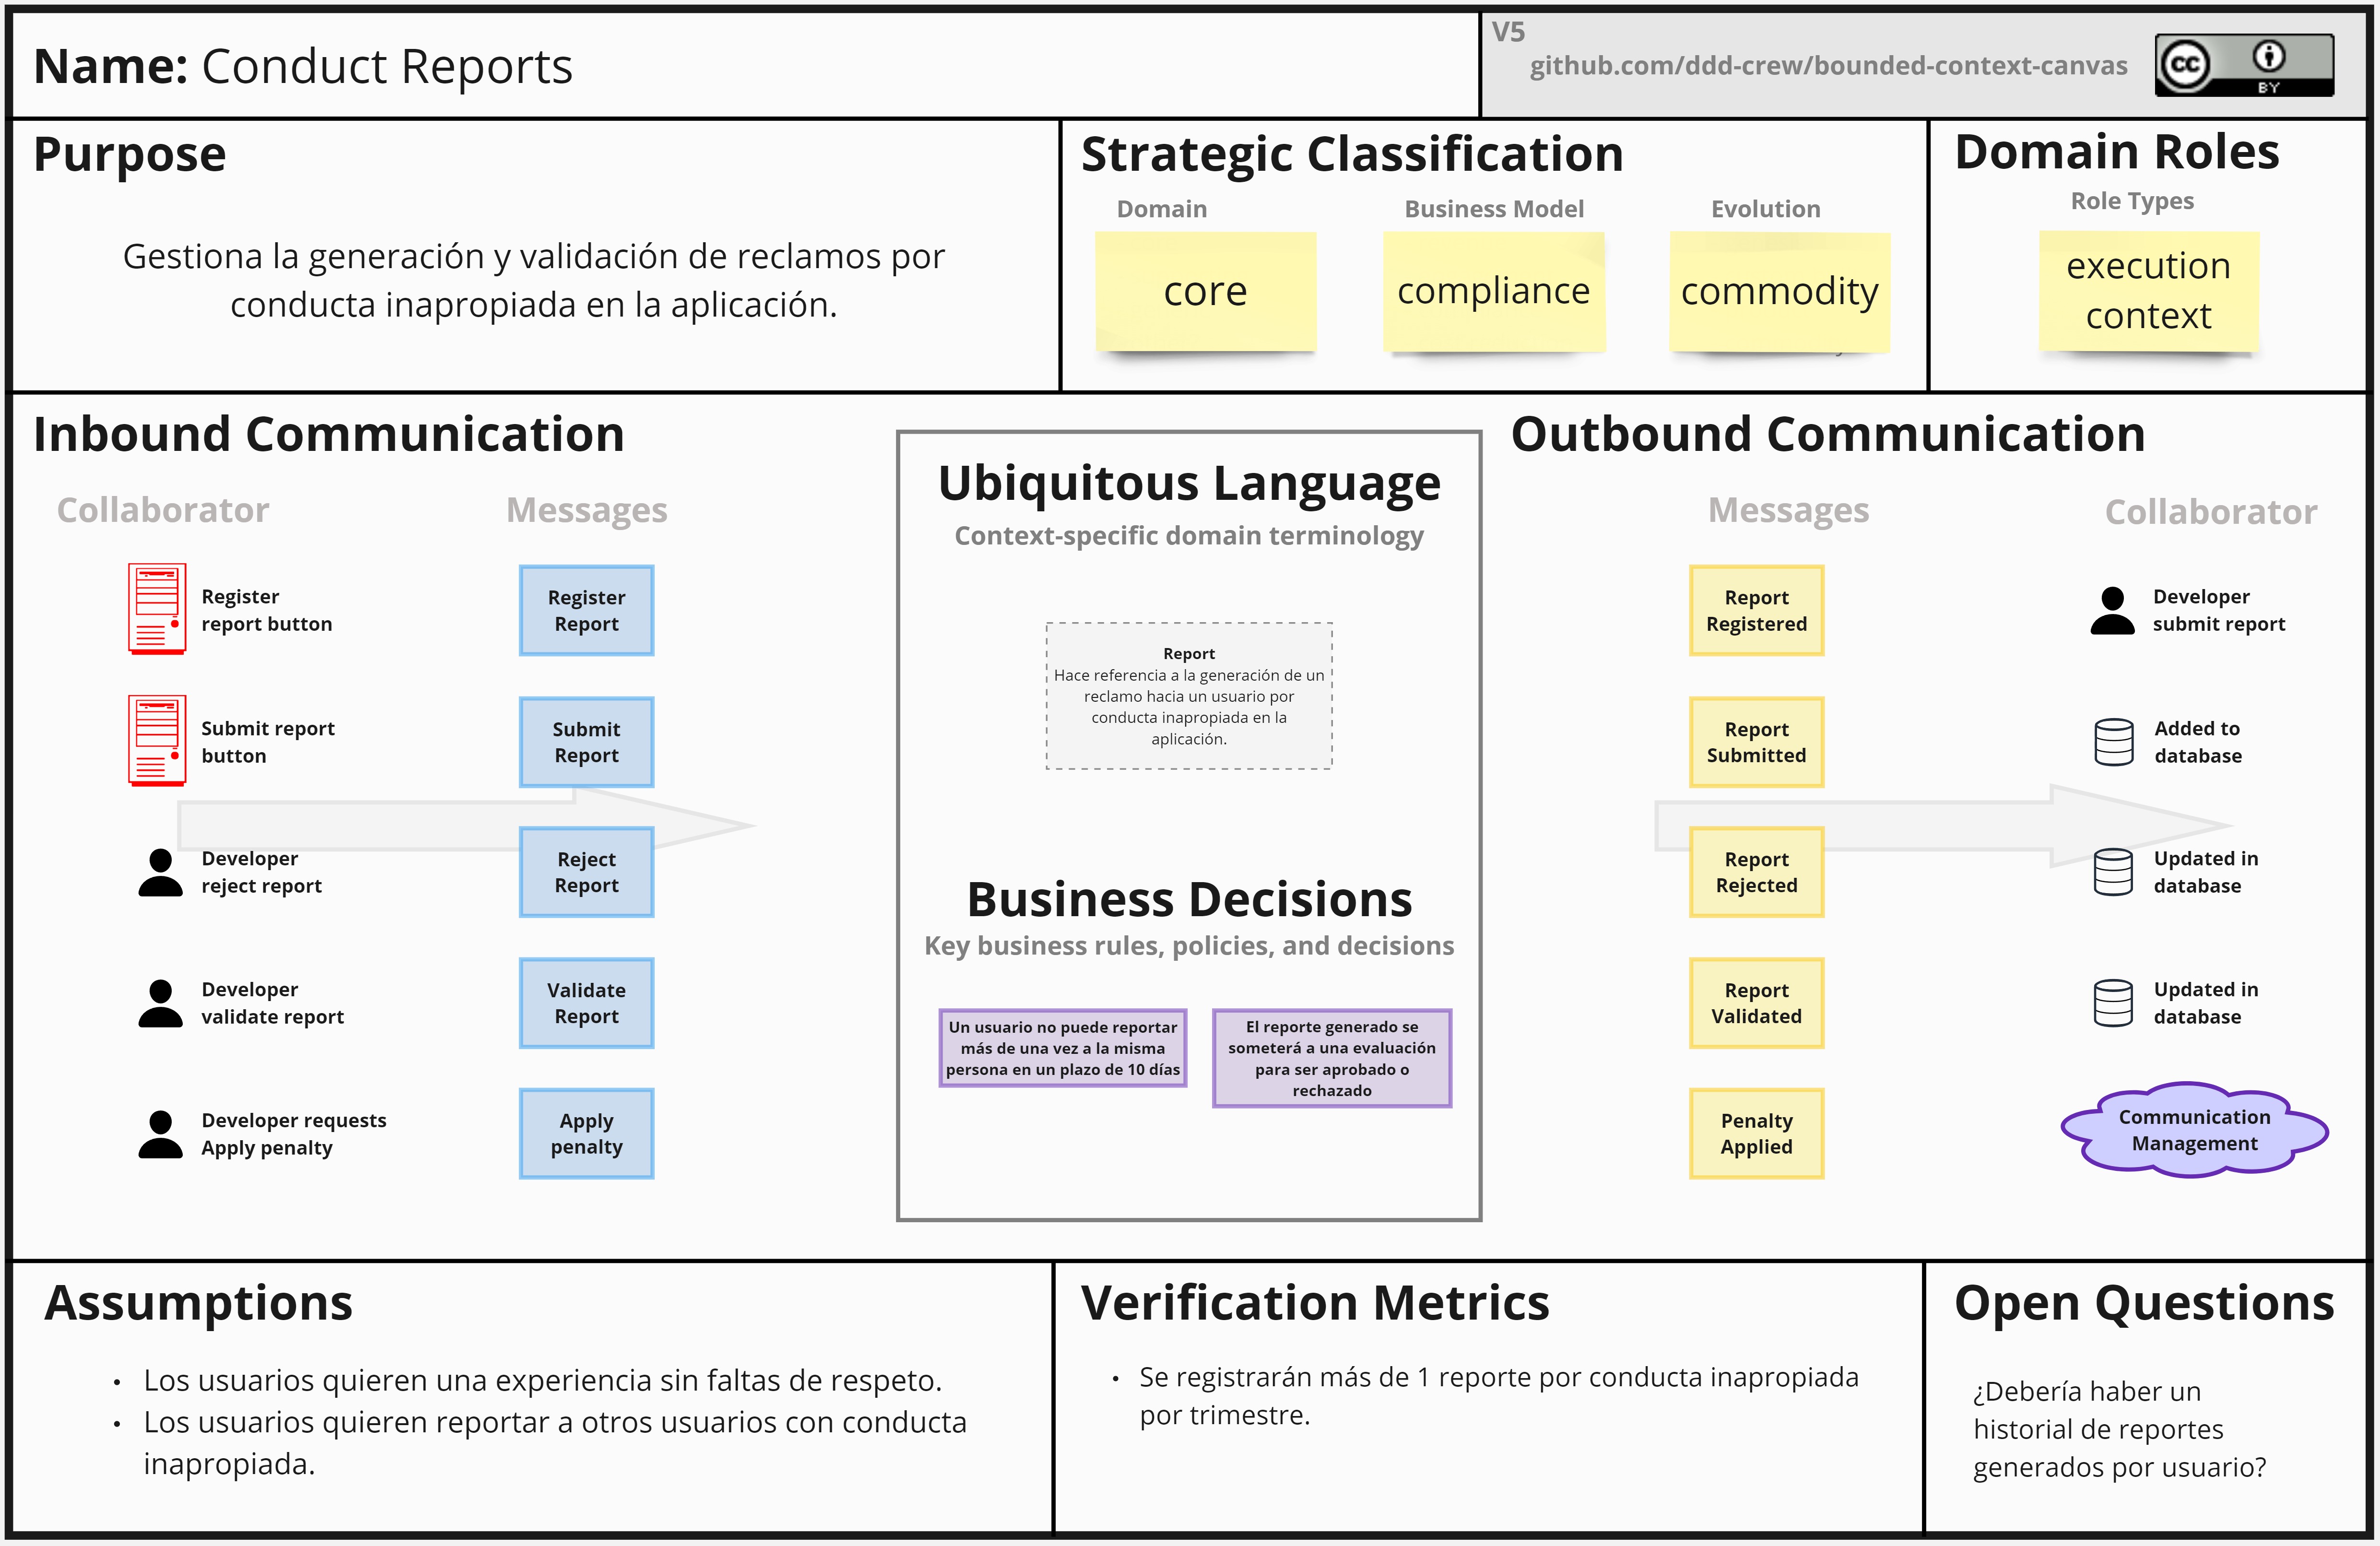 Name: Conduct Reports
V5
github.com/ddd-crew/bounded-context-canvas
cc
BY
Purpose
Gestiona la generación y validación de reclamos por
conducta inapropiada en la aplicación.
Strategic Classification
Domain
core
Business Model
compliance
Evolution
commodity
Domain Roles
Role Types
execution
context
Inbound Communication
Collaborator
Messages
Register
report button
Register
Report
Submit report
button
Submit
Report
Developer
reject report
Reject
Report
Developer
validate report
Validate
Report
Developer requests
Apply penalty
Apply
penalty
Ubiquitous Language
Context-specific domain terminology
Report
Hace referencia a la generación de un
reclamo hacia un usuario por
conducta inapropiada en la
aplicación.
Business Decisions
Key business rules, policies, and decisions
Un usuario no puede reportar
más de una vez a la misma
persona en un plazo de 10 días
El reporte generado se
someterá a una evaluación
para ser aprobado o
rechazado
Outbound Communication
Messages
Collaborator
Report
Registered
Developer
submit report
Report
Submitted
Added to
database
Report
Rejected
Updated in
database
Report
Validated
Updated in
database
Penalty
Applied
Communication
Management
Assumptions
• Los usuarios quieren una experiencia sin faltas de respeto.
• Los usuarios quieren reportar a otros usuarios con conducta
inapropiada.
Verification Metrics
• Se registrarán más de 1 reporte por conducta inapropiada
por trimestre.
Open Questions
¿Debería haber un
historial de reportes
generados por usuario?